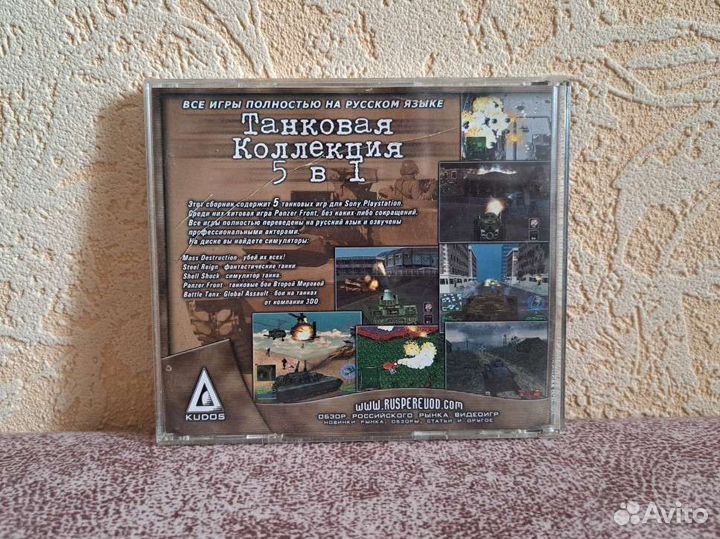 ВСЕ ИГРЫ ПОЛНОСТЬЮ НА РУССКОМ ЯЗЫКЕ
Танковая
Коллекция
5 в 1
Этот сборник содержит 5 танковых игр для Sony Playstation.
Среди них хитовая игра Panzer Front, без каких-либо сокращений.
Все игры полностью переведены на русский язык и озвучены
профессиональными актерами.
На диске вы найдете симуляторы:
Mass Destruction убей их всех!
Steel Reign фантастические танки
Shell Shock симулятор танка
Panzer Front танковые бои Второй Мировой
Battle Tanx: Global Assault - бои на танках
от компании 3DO
KUDOS
www.RUSPEREVOD.com
ОБЗОР РОССИЙСКОГО РЫНКА ВИДЕОИГР
НОВИНКИ РЫНКА, ОБЗОРЫ, СТАТЬИ И ДРУГОЕ
Avito